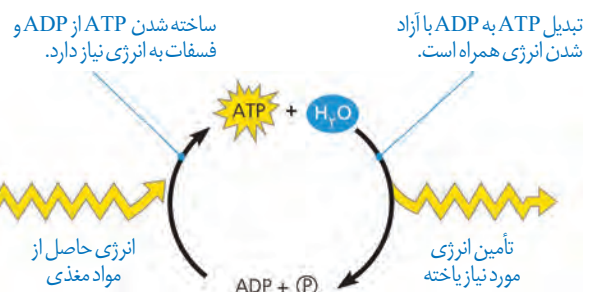 تبدیل ATP به ADP با آزاد
شدن انرژی همراه است.
ساخته شدن ATP از ADP و
فسفات به انرژی نیاز دارد.
ATP + H۲O
تأمین انرژی
مورد نیاز یاخته
انرژی حاصل از
مواد مغذی
ADP + P